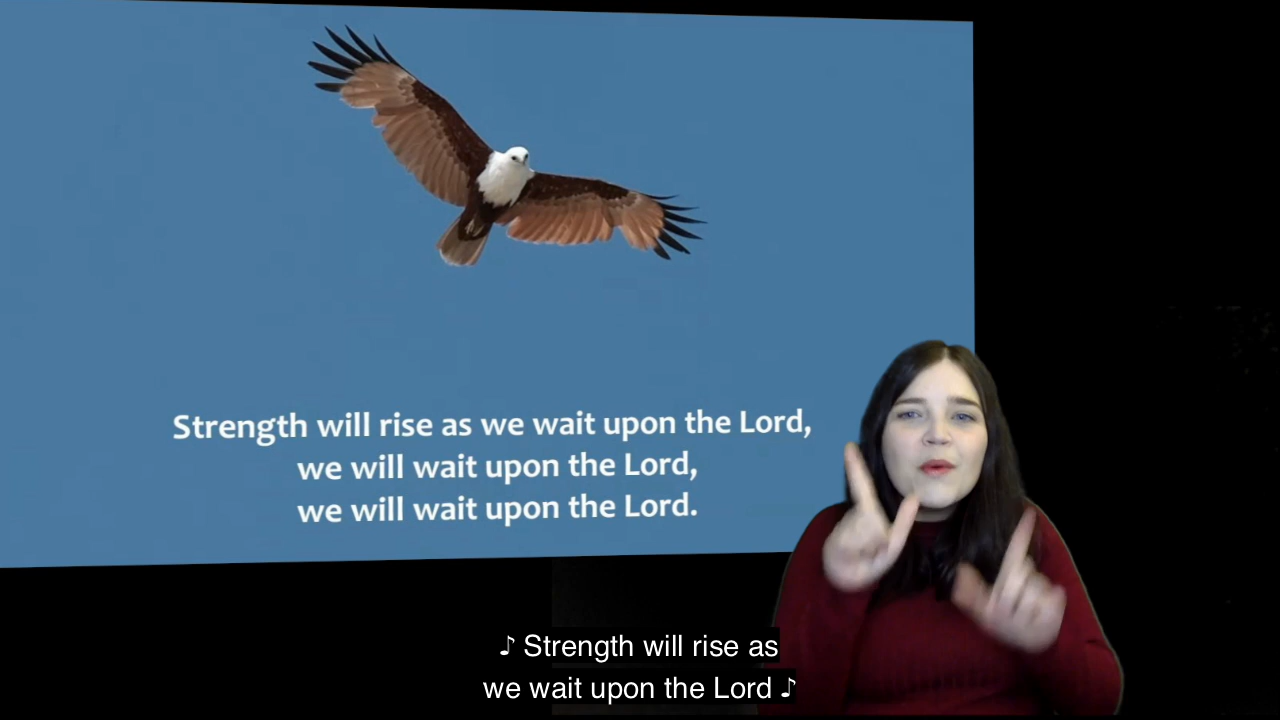 Strength will rise as we wait upon the Lord,
we will wait upon the Lord,
we will wait upon the Lord.
♪ Strength will rise as
we wait upon the Lord ♪